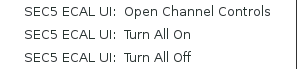 SEC5 ECAL UI: Open Channel Controls
SEC5 ECAL UI: Turn All On
SEC5 ECAL UI: Turn All Off